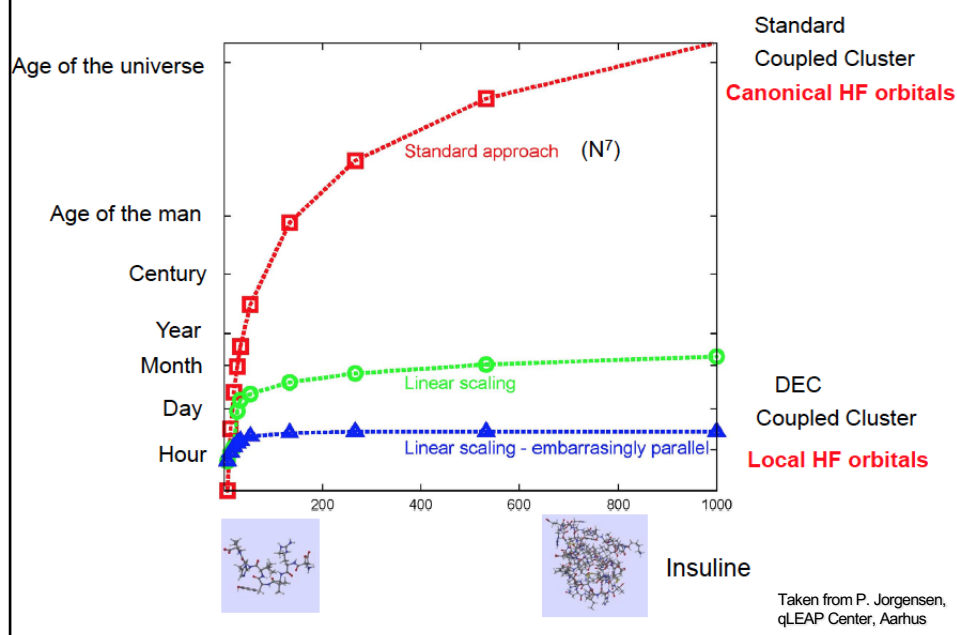 Standard
Coupled Cluster
Canonical HF orbitals
Age of the universe
Standard approach (N⁷)
Age of the man
Century
Year
Month
Linear scaling
Day
DEC
Coupled Cluster
Hour
Linear scaling - embarrasingly parallel
Local HF orbitals
200 400 600 800 1000
Insuline
Taken from P. Jorgensen,
qLEAP Center, Aarhus